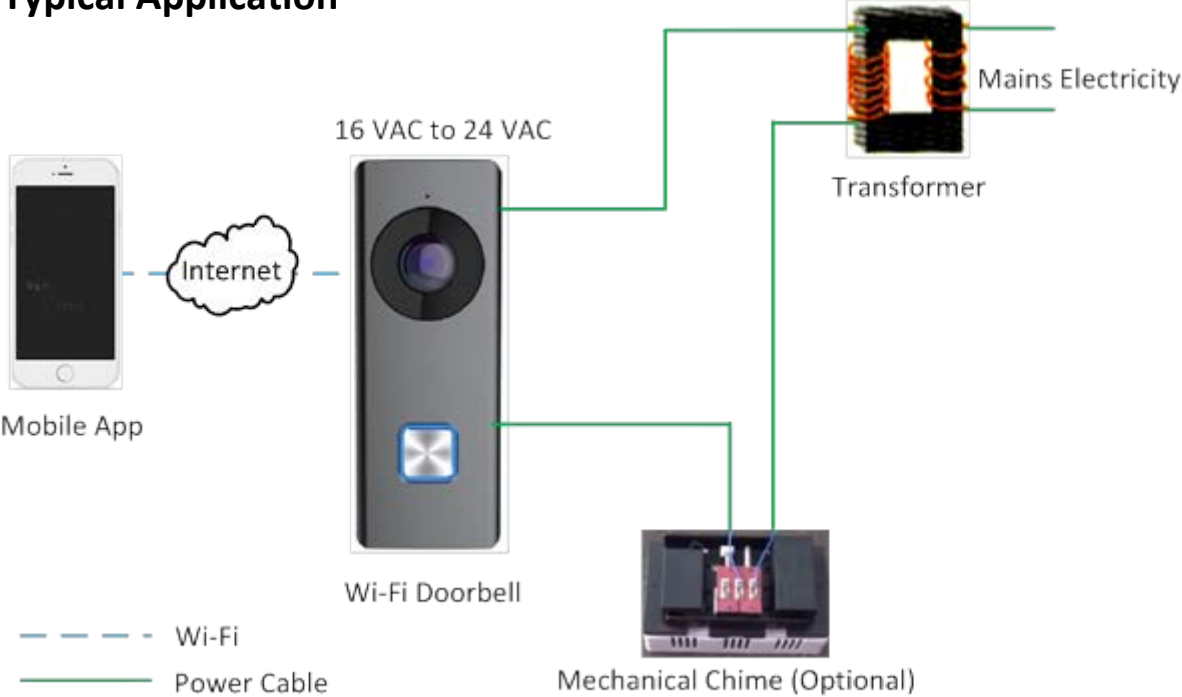 Typical Application
16 VAC to 24 VAC
Mains Electricity
Transformer
Internet
Mobile App
Wi-Fi Doorbell
Wi-Fi
Power Cable
Mechanical Chime (Optional)